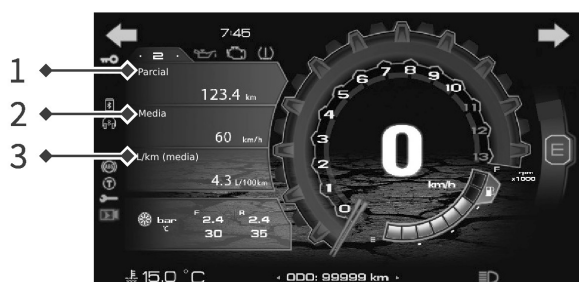 7:45
2
1
Parcial
123.4 km
2
Media
60 km/h
3
L/km (media)
4.3 L/100km
bar
°C
F 2.4
30
R 2.4
35
0
1
2
3
4
5
6
7
8
9
10
11
12
13
rpm
x1000
0
km/h
F
E
E
ABS
T
15.0 °C
ODO: 99999 km